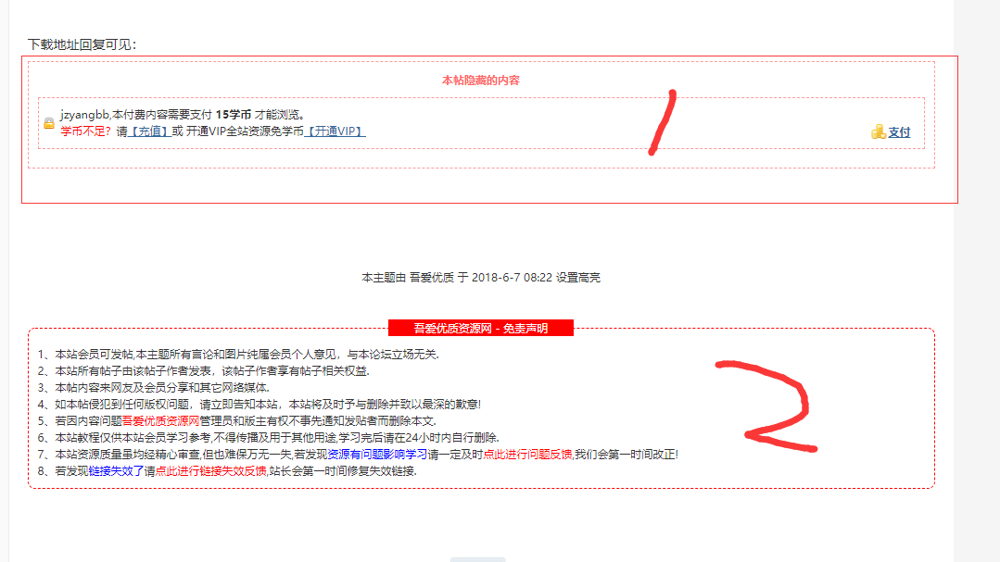 下载地址回复可见：
本帖隐藏的内容
1
jzyangbb,本付费内容需要支付 15学币 才能浏览。
学币不足？请【充值】或 开通VIP全站资源免学币【开通VIP】
支付
本主题由 吾爱优质 于 2018-6-7 08:22 设置高亮
吾爱优质资源网 - 免责声明
1、本站会员可发帖,本主题所有言论和图片纯属会员个人意见，与本论坛立场无关.
2、本站所有帖子由该帖子作者发表，该帖子作者享有帖子相关权益.
3、本帖内容来网友及会员分享和其它网络媒体.
4、如本帖侵犯到任何版权问题，请立即告知本站，本站将及时予与删除并致以最深的歉意!
5、若因内容问题吾爱优质资源网管理员和版主有权不事先通知发贴者而删除本文.
6、本站教程仅供本站会员学习参考,不得传播及用于其他用途,学习完后请在24小时内自行删除.
7、本站资源质量虽均经精心审查,但也难保万无一失,若发现资源有问题影响学习请一定及时点此进行问题反馈,我们会第一时间改正!
8、若发现链接失效了请点此进行链接失效反馈,站长会第一时间修复失效链接.
2